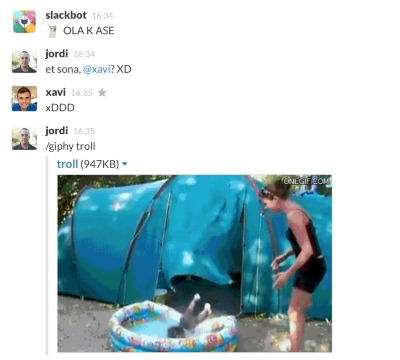 slackbot 16:34
OLA K ASE
jordi 16:34
et sona, @xavi? XD
xavi 16:35
xDDD
jordi 16:35
/giphy troll
troll (947KB)
ONEGIF.COM